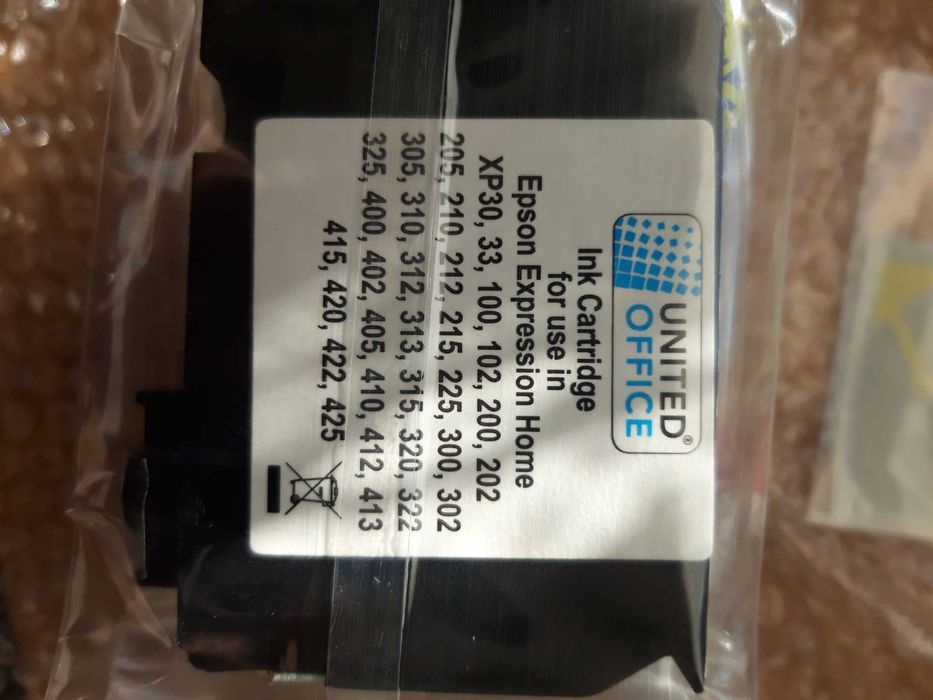 UNITED
OFFICE®
Ink Cartridge
for use in
Epson Expression Home
XP30, 33, 100, 102, 200, 202
205, 210, 212, 215, 225, 300, 302
305, 310, 312, 313, 315, 320, 322
325, 400, 402, 405, 410, 412, 413
415, 420, 422, 425